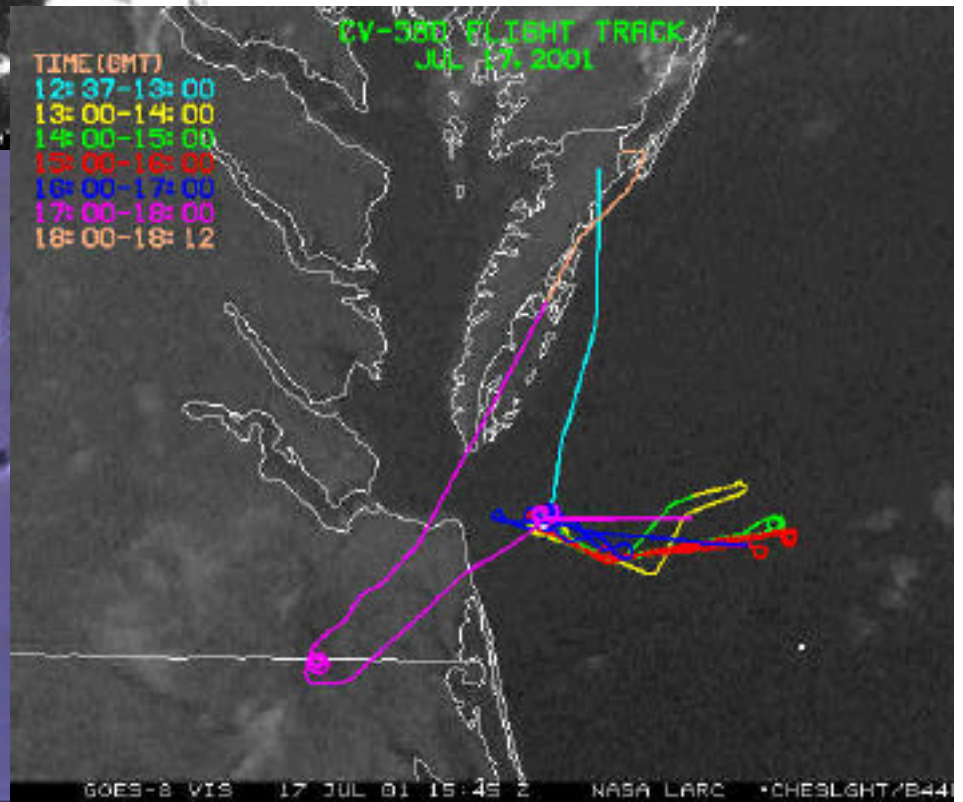 CV-580 FLIGHT TRACK
JUL 17, 2001
TIME(GMT)
12:37-13:00
13:00-14:00
14:00-15:00
15:00-16:00
16:00-17:00
17:00-18:00
18:00-18:12
GOES-8 VIS 17 JUL 01 15:45 Z NASA LARC *CHESLGHT/B44